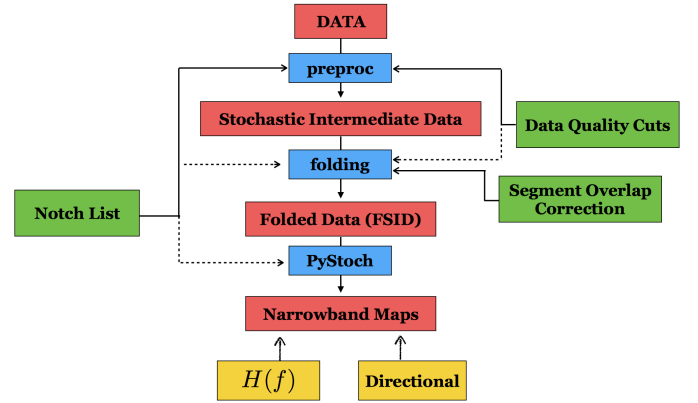 DATA
preproc
Stochastic Intermediate Data
Data Quality Cuts
folding
Segment Overlap
Correction
Notch List
Folded Data (FSID)
PyStoch
Narrowband Maps
H(f)
Directional